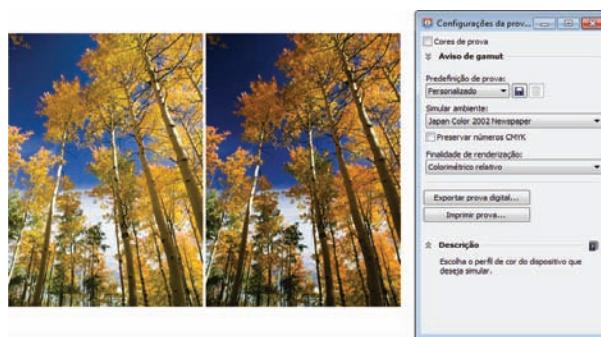 Configurações da prov...
Cores de prova
Aviso de gamut
Predefinição de prova:
Personalizado
Simular ambiente:
Japan Color 2002 Newspaper
Preservar números CMYK
Finalidade de renderização:
Colorimétrico relativo
Exportar prova digital...
Imprimir prova...
Descrição
Escolha o perfil de cor do dispositivo que
deseja simular.